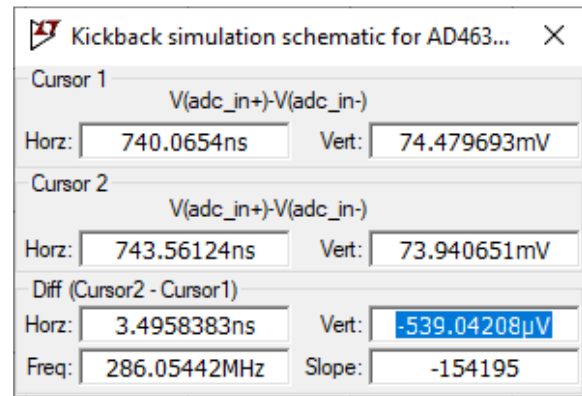 Kickback simulation schematic for AD463...
Cursor 1
V(adc_in+)-V(adc_in-)
Horz: 740.0654ns Vert: 74.479693mV
Cursor 2
V(adc_in+)-V(adc_in-)
Horz: 743.56124ns Vert: 73.940651mV
Diff (Cursor2 - Cursor1)
Horz: 3.4958383ns Vert: -539.04208µV
Freq: 286.05442MHz Slope: -154195